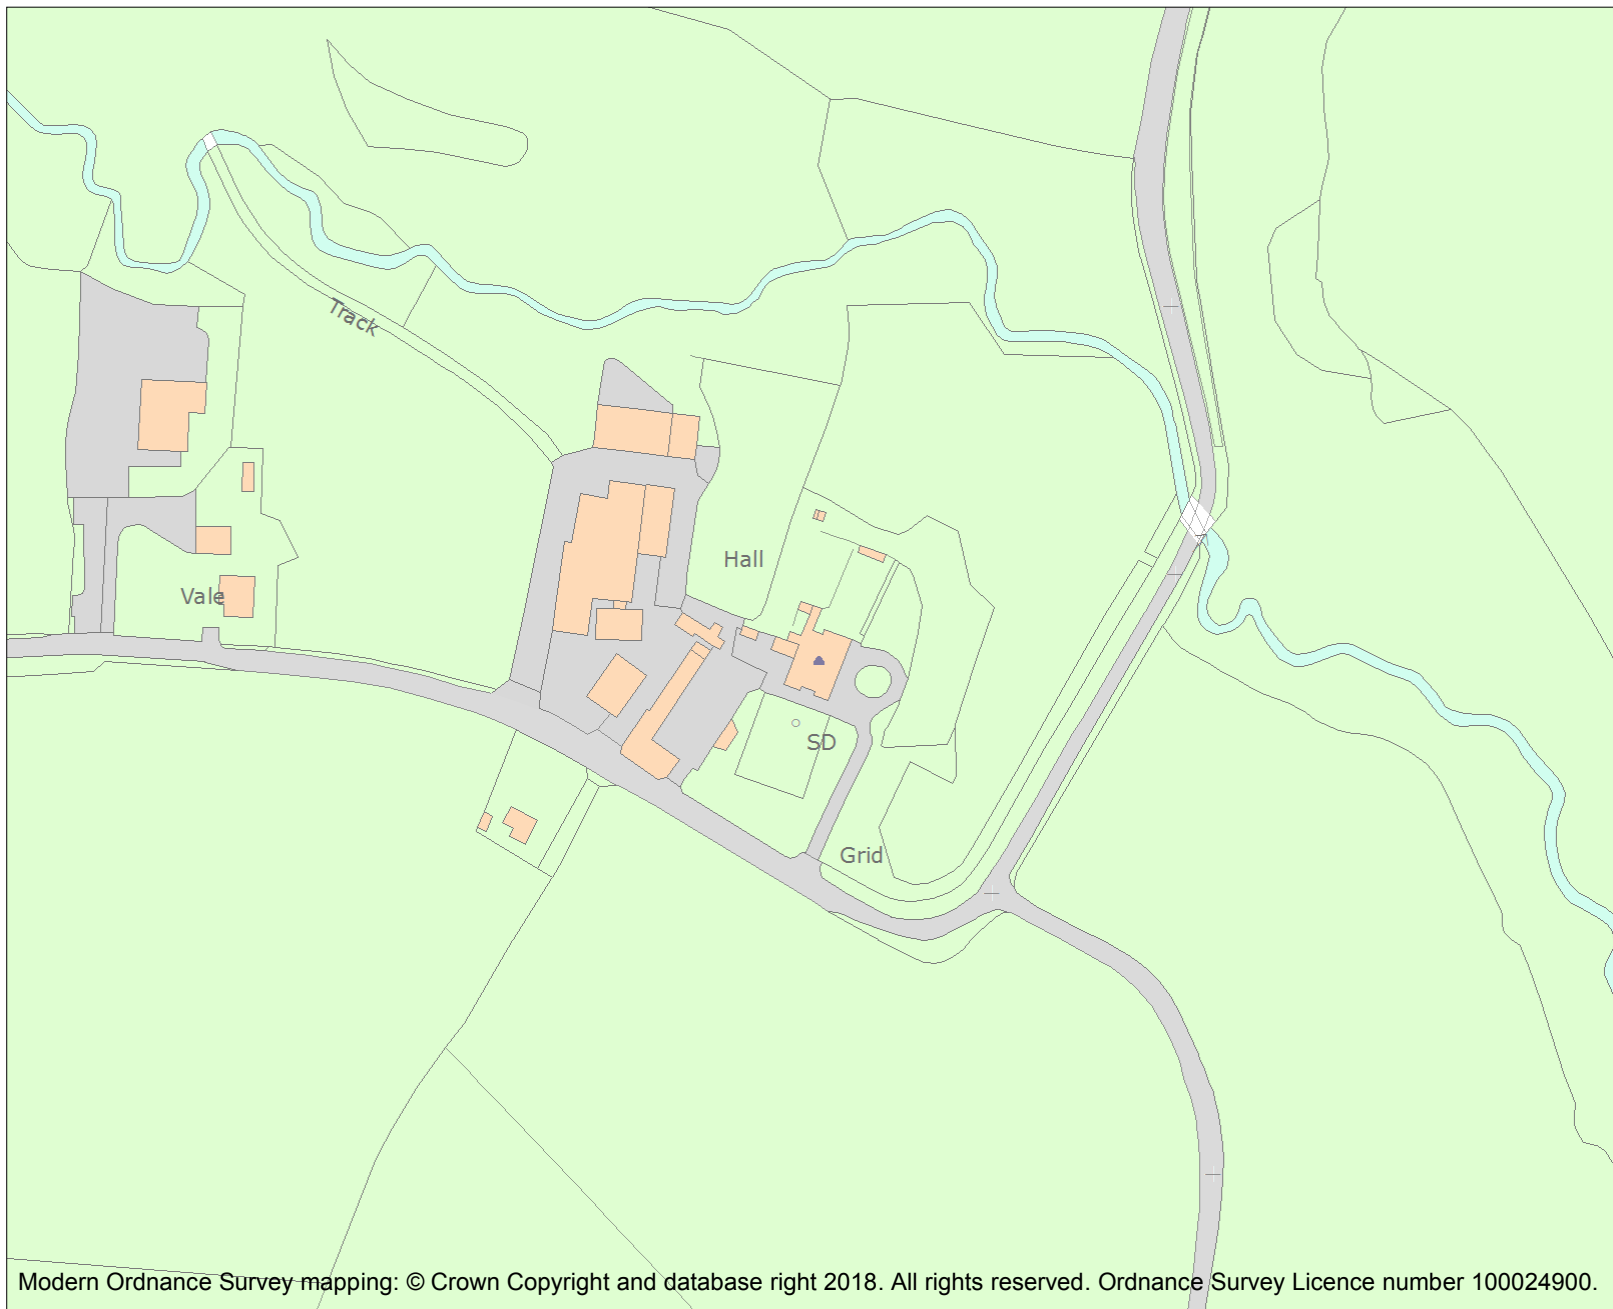 Track
Hall
Vale
SD
Grid
Modern Ordnance Survey mapping: © Crown Copyright and database right 2018. All rights reserved. Ordnance Survey Licence number 100024900.